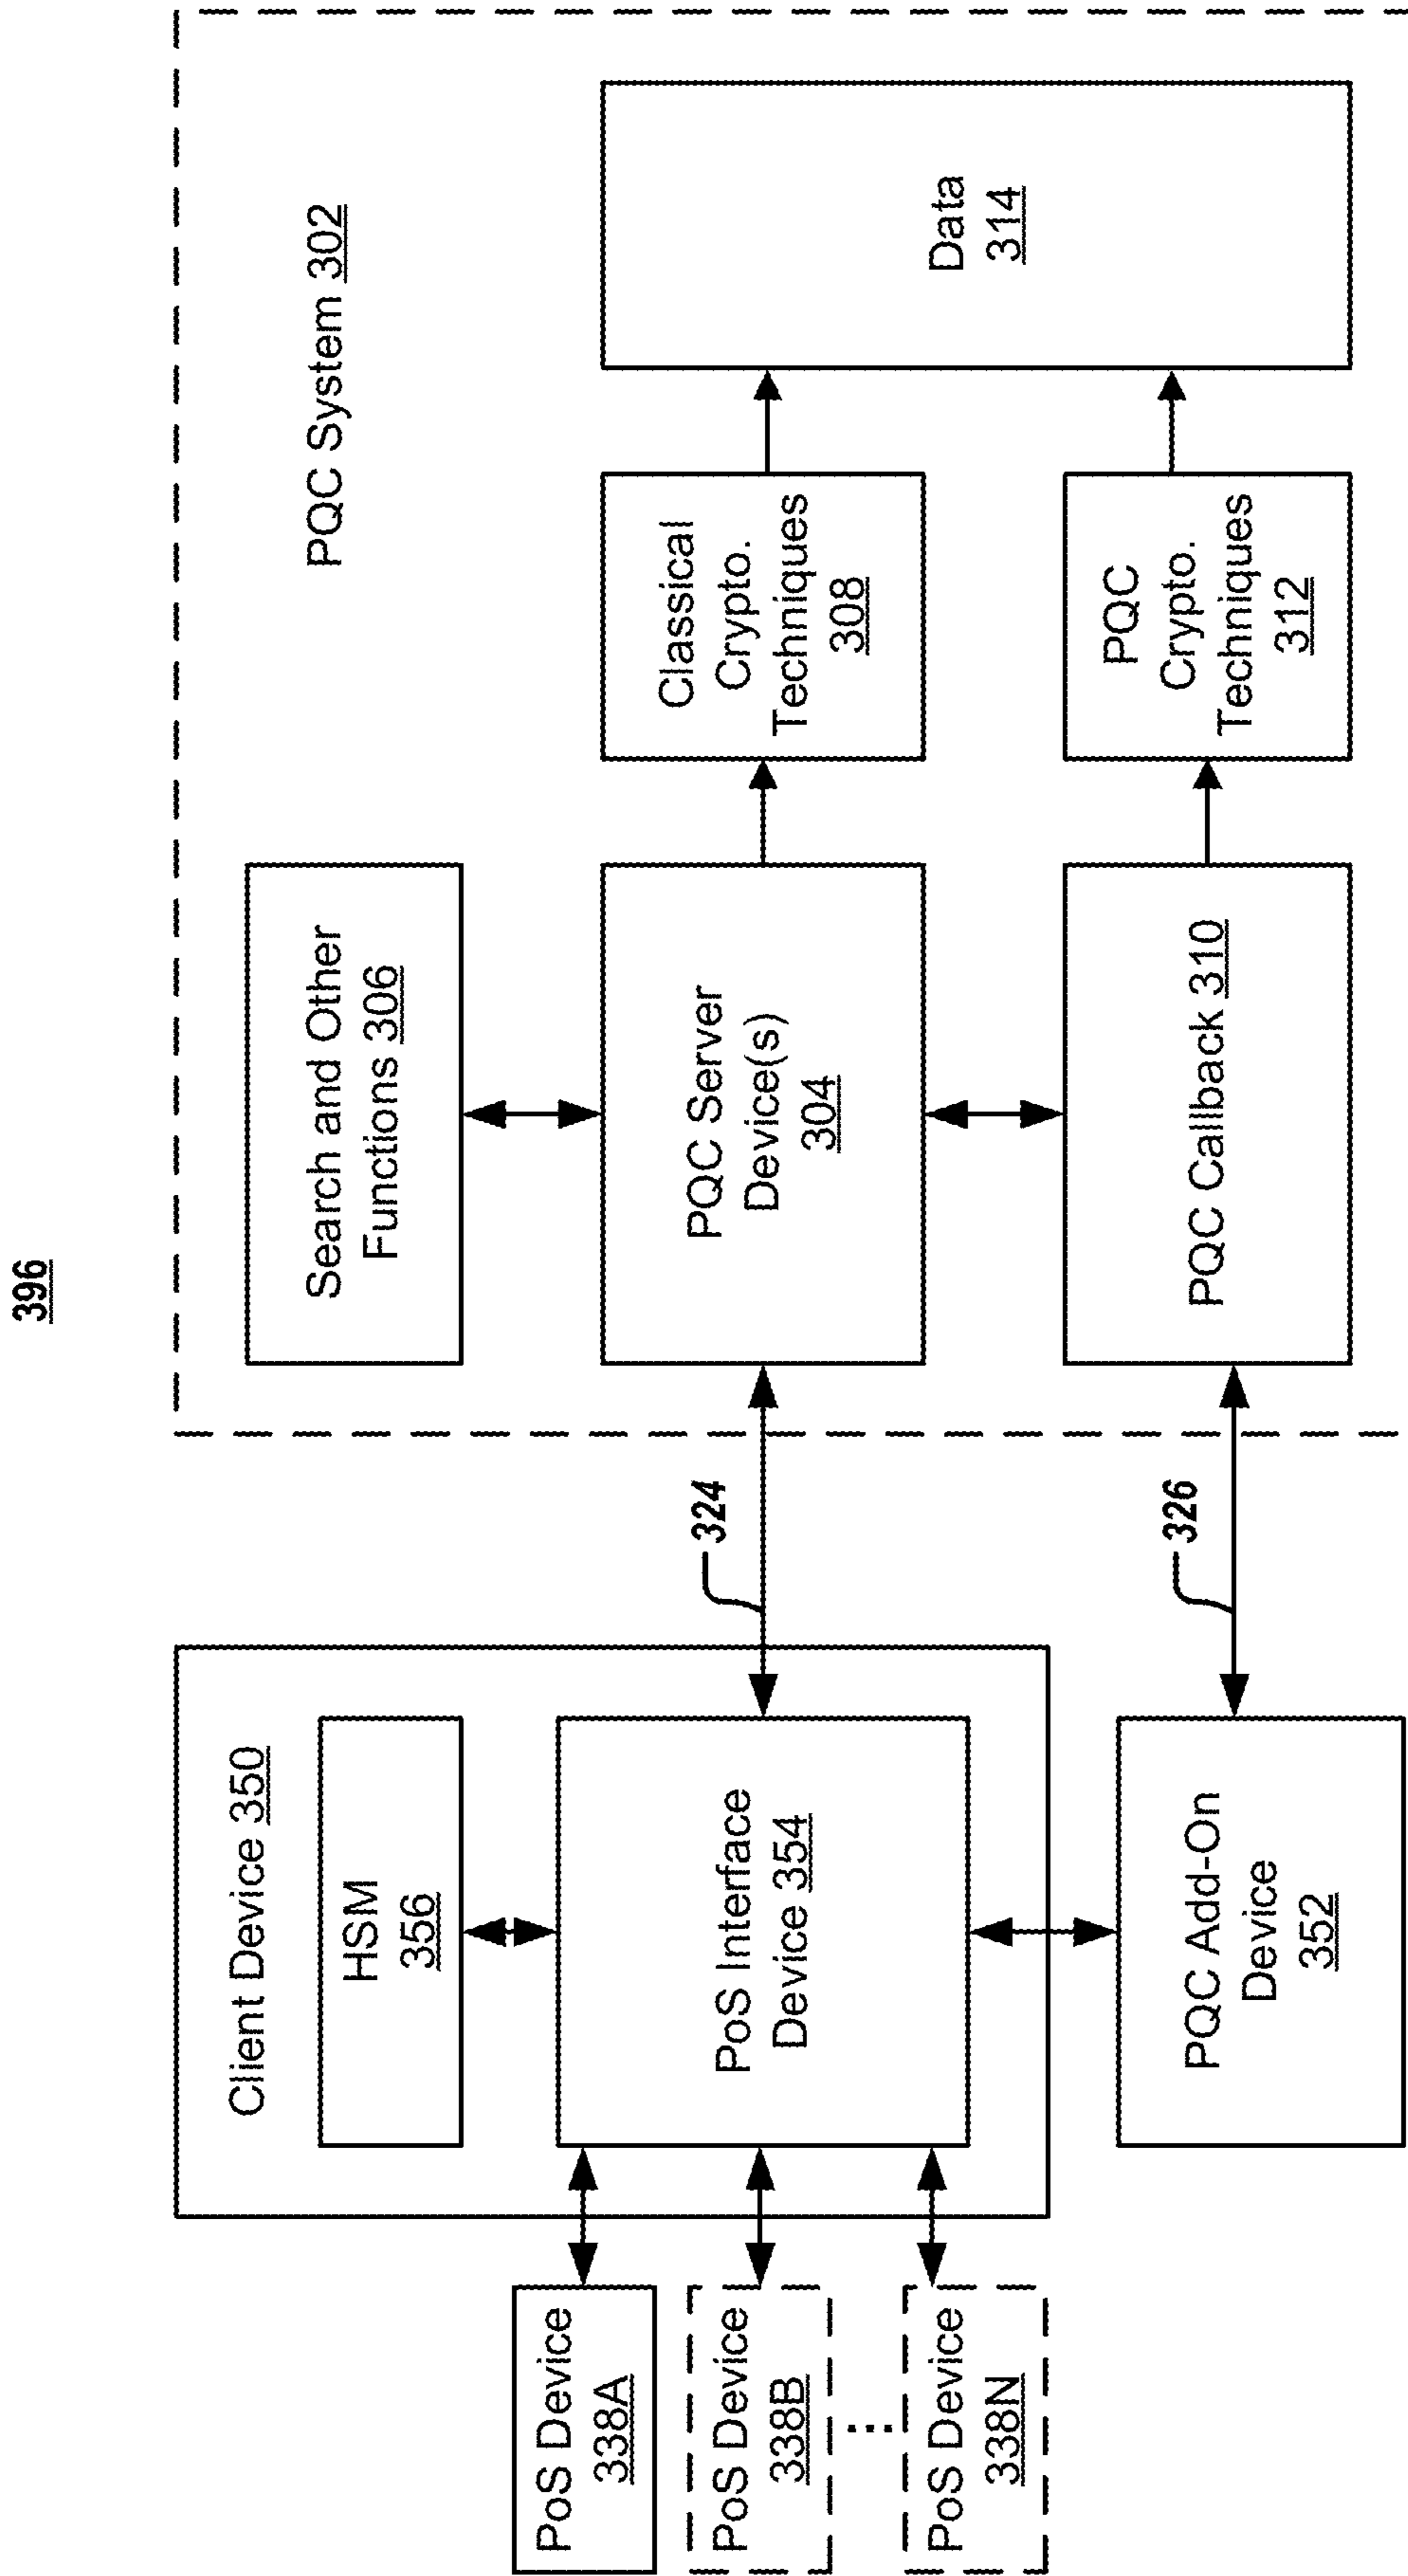 396
PQC System 302
Client Device 350
HSM
356
PoS Interface
Device 354
PoS Device
338A
PoS Device
338B
...
PoS Device
338N
PQC Add-On
Device
352
324
326
Search and Other
Functions 306
PQC Server
Device(s)
304
PQC Callback 310
Classical
Crypto.
Techniques
308
PQC
Crypto.
Techniques
312
Data
314